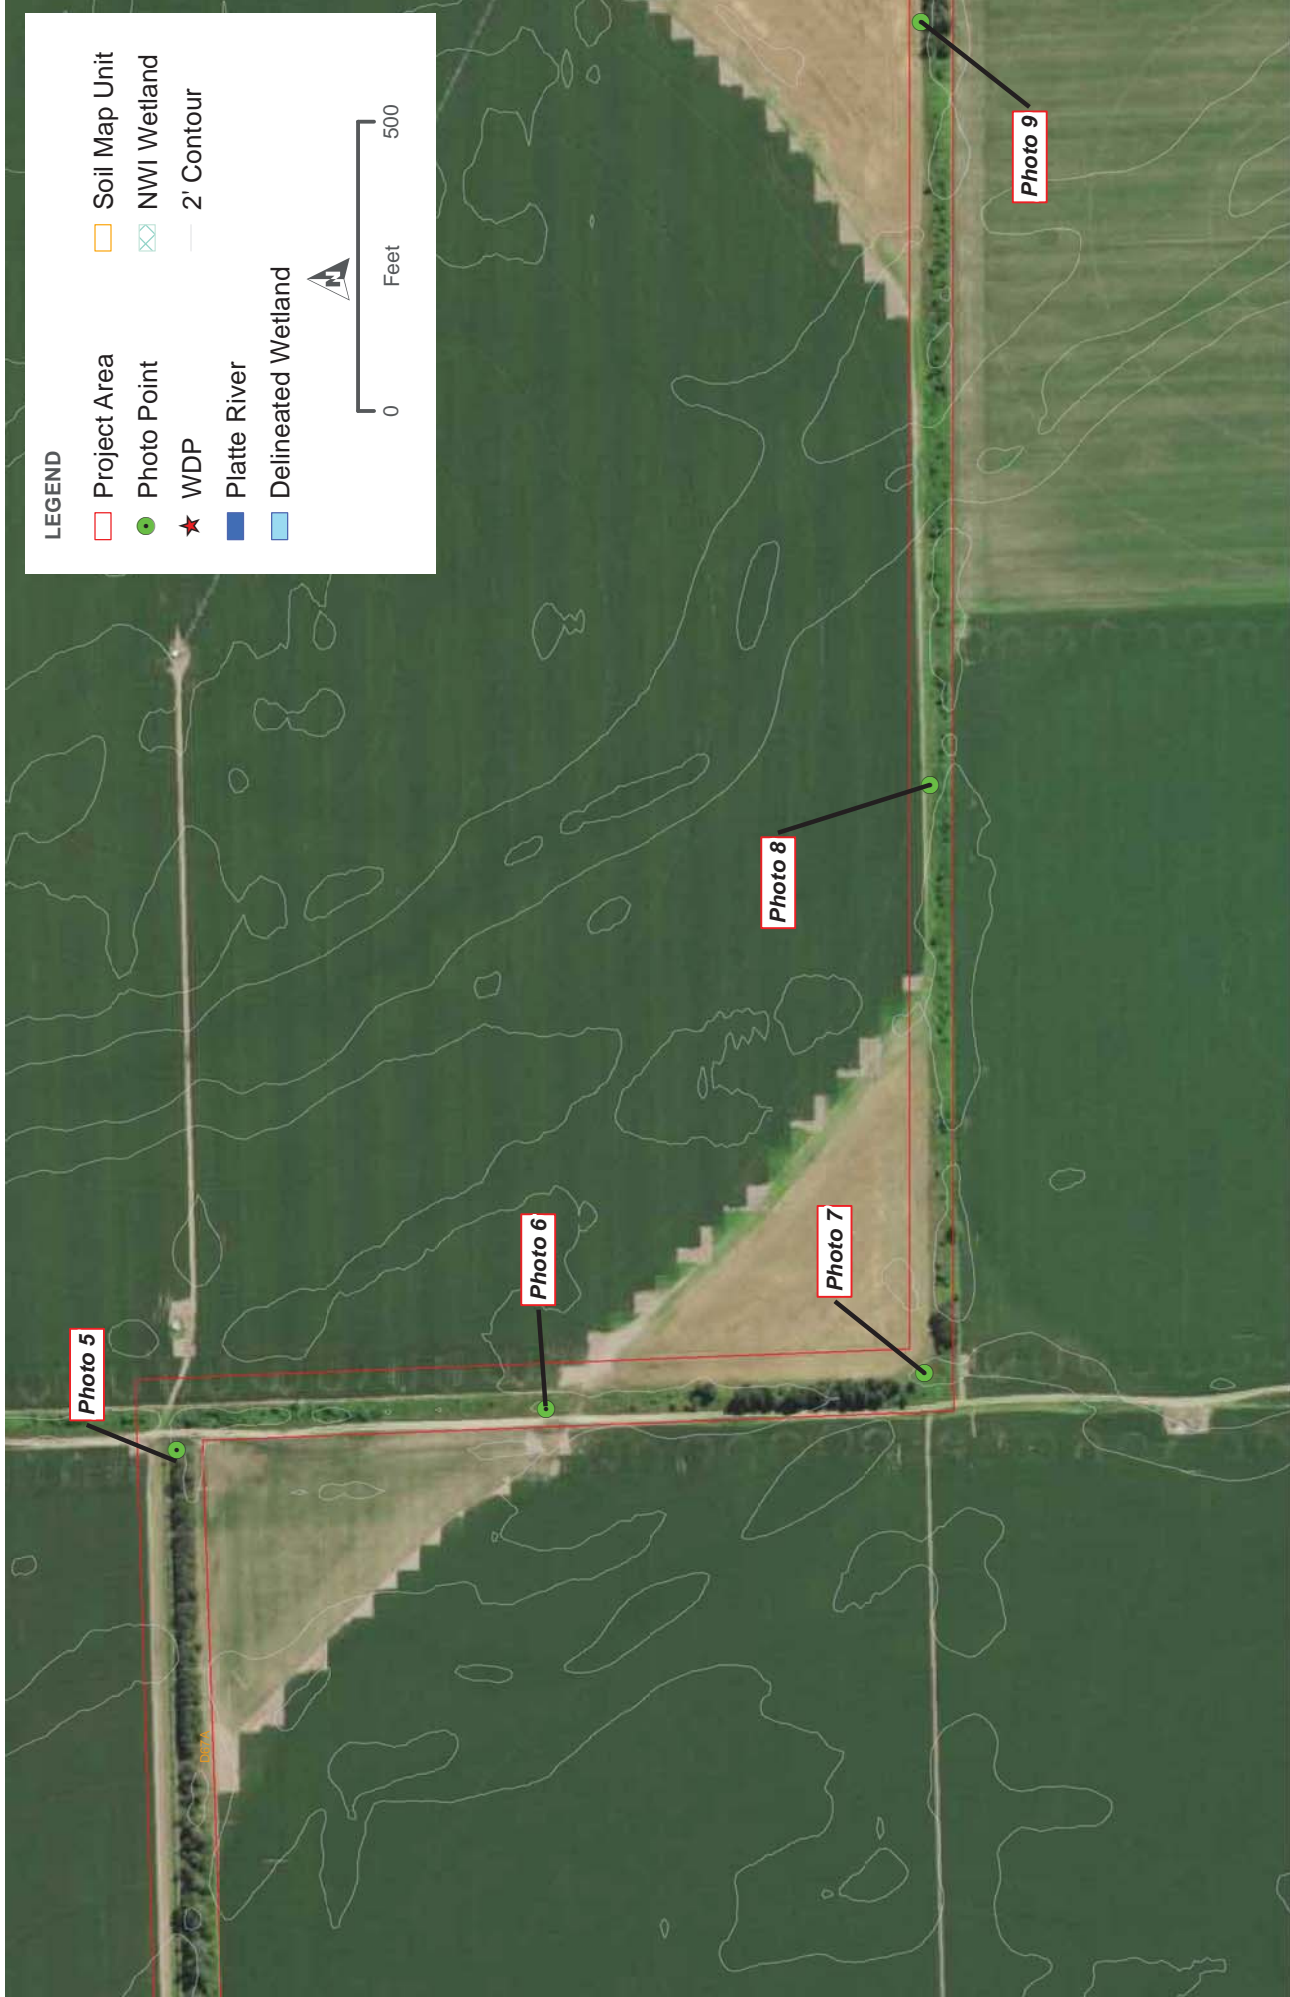 LEGEND
Project Area
Photo Point
WDP
Platte River
Delineated Wetland
Soil Map Unit
NWI Wetland
2' Contour
N
0
500
Feet
Photo 5
Photo 6
Photo 7
Photo 8
Photo 9